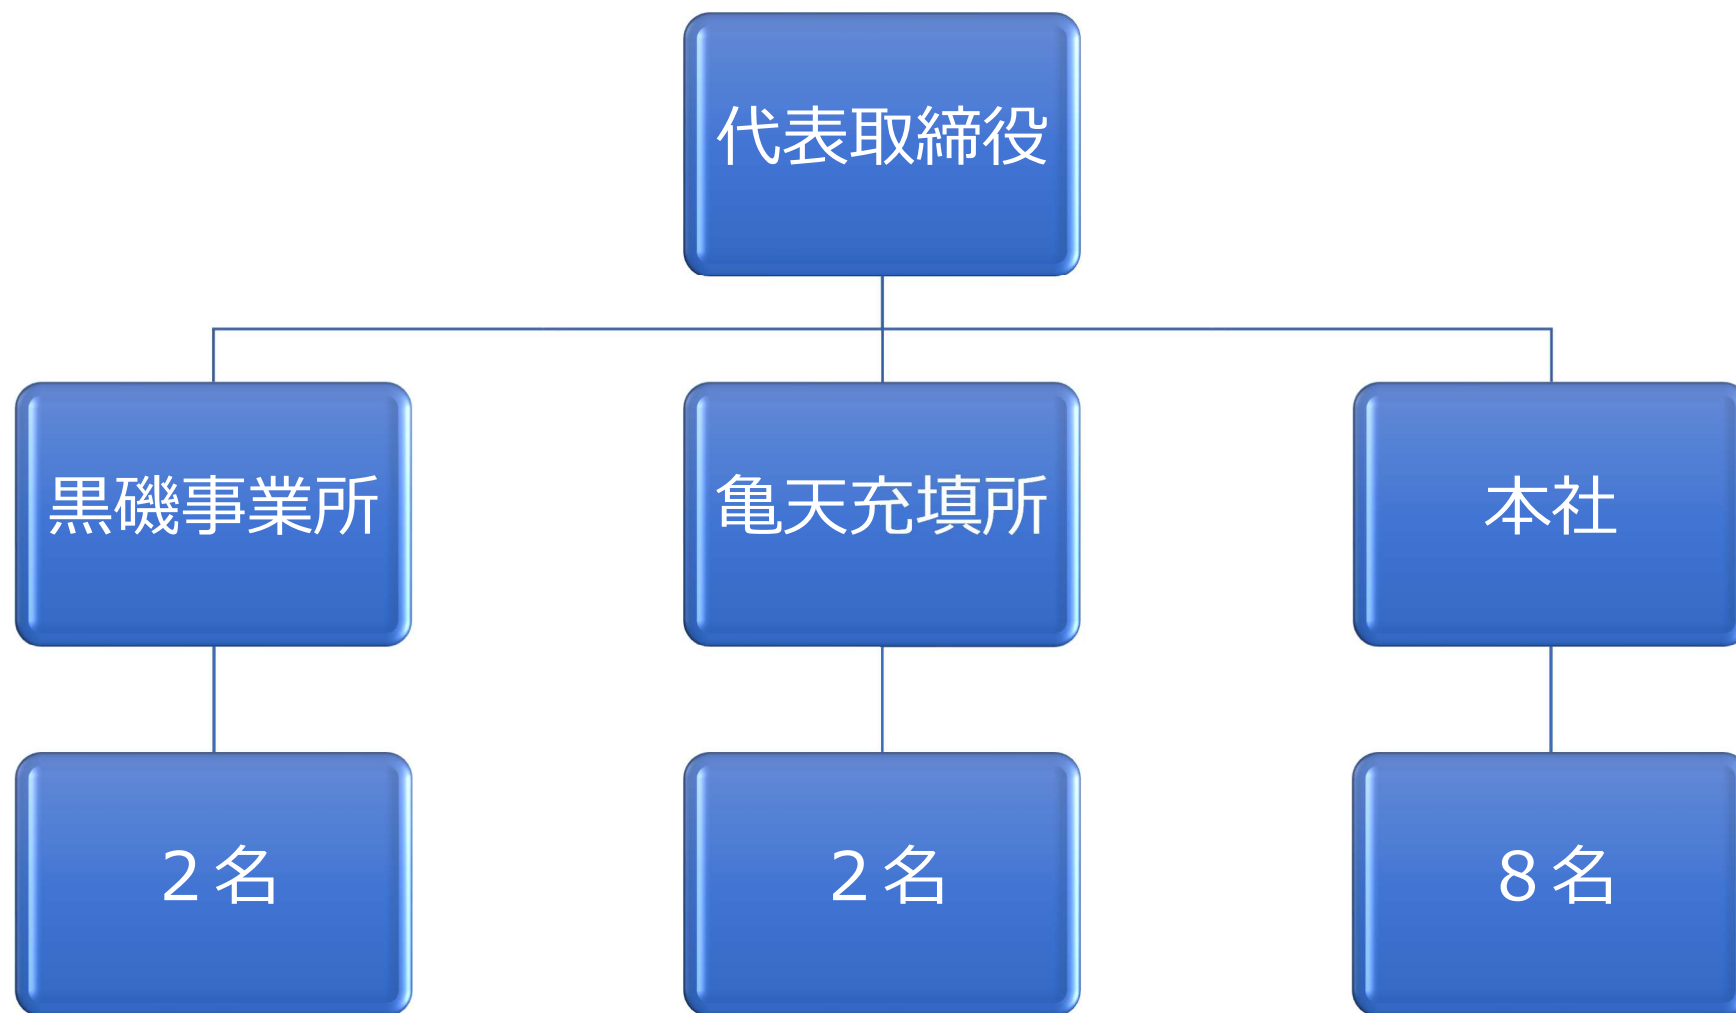 代表取締役
黒磯事業所
亀天充填所
本社
２名
２名
８名